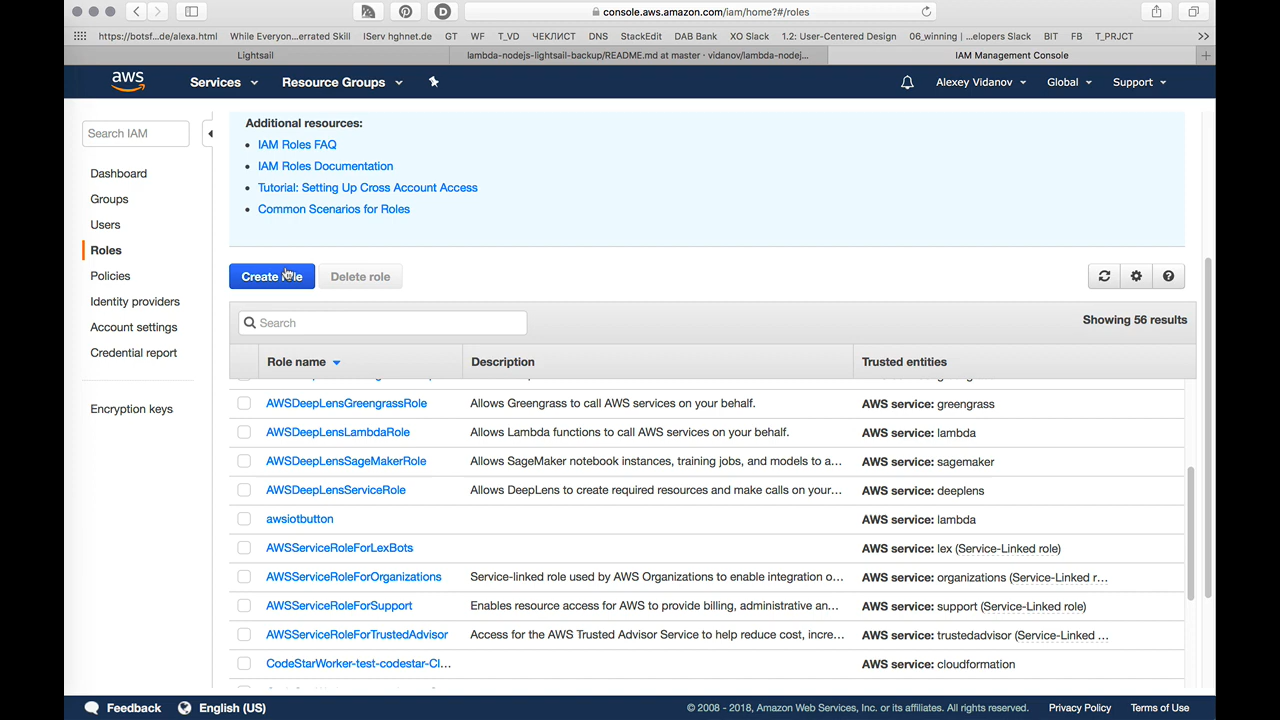 console.aws.amazon.com/iam/home?#/roles
https://botsf...de/alexa.html While Everyon...errated Skill IServ hghnet.de GT WF T_VD ЧЕКЛИСТ DNS StackEdit DAB Bank XO Slack 1.2: User-Centered Design 06_winning |...elopers Slack BIT FB T_PRJCT
Lightsail lambda-nodejs-lightsail-backup/README.md at master · vidanov/lambda-nodej... IAM Management Console
aws Services Resource Groups Alexey Vidanov Global Support
Search IAM
Dashboard
Groups
Users
Roles
Policies
Identity providers
Account settings
Credential report
Encryption keys
Additional resources:
• IAM Roles FAQ
• IAM Roles Documentation
• Tutorial: Setting Up Cross Account Access
• Common Scenarios for Roles
Create role Delete role
Search Showing 56 results
Role name Description Trusted entities
AWSDeepLensGreengrassRole Allows Greengrass to call AWS services on your behalf. AWS service: greengrass
AWSDeepLensLambdaRole Allows Lambda functions to call AWS services on your behalf. AWS service: lambda
AWSDeepLensSageMakerRole Allows SageMaker notebook instances, training jobs, and models to a... AWS service: sagemaker
AWSDeepLensServiceRole Allows DeepLens to create required resources and make calls on your... AWS service: deeplens
awsiotbutton AWS service: lambda
AWSServiceRoleForLexBots AWS service: lex (Service-Linked role)
AWSServiceRoleForOrganizations Service-linked role used by AWS Organizations to enable integration o... AWS service: organizations (Service-Linked r...
AWSServiceRoleForSupport Enables resource access for AWS to provide billing, administrative an... AWS service: support (Service-Linked role)
AWSServiceRoleForTrustedAdvisor Access for the AWS Trusted Advisor Service to help reduce cost, incre... AWS service: trustedadvisor (Service-Linked ...
CodeStarWorker-test-codestar-Cl... AWS service: cloudformation
Feedback English (US) © 2008 - 2018, Amazon Web Services, Inc. or its affiliates. All rights reserved. Privacy Policy Terms of Use